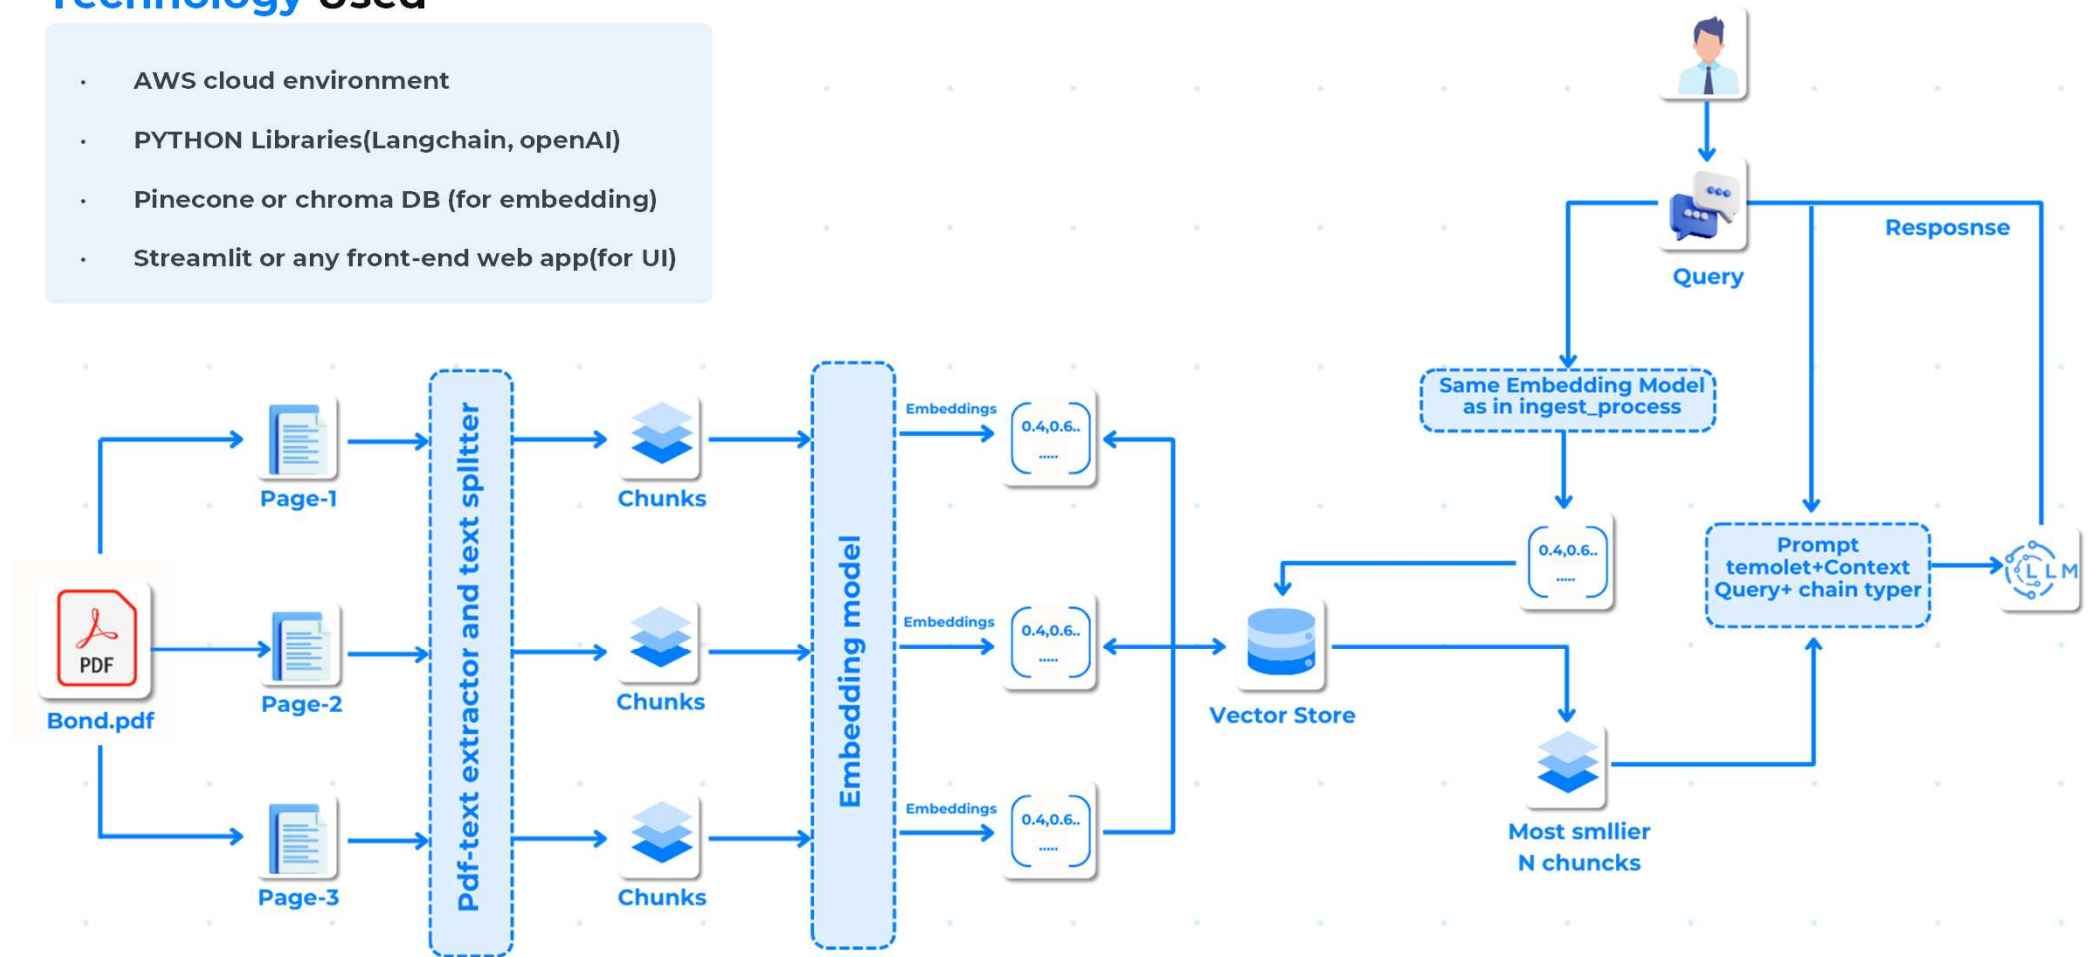 Technology Used
· AWS cloud environment
· PYTHON Libraries(Langchain, openAI)
· Pinecone or chroma DB (for embedding)
· Streamlit or any front-end web app(for UI)
Resposnse
Query
Same Embedding Model
as in ingest_process
Embeddings
0.4,0.6..
.....
Page-1
Pdf-text extractor and text splitter
Chunks
Embedding model
0.4,0.6..
.....
Prompt
temolet+Context
Query+ chain typer
LLM
PDF
Bond.pdf
Page-2
Chunks
Embeddings
0.4,0.6..
.....
Vector Store
Page-3
Chunks
Embeddings
0.4,0.6..
.....
Most smllier
N chuncks